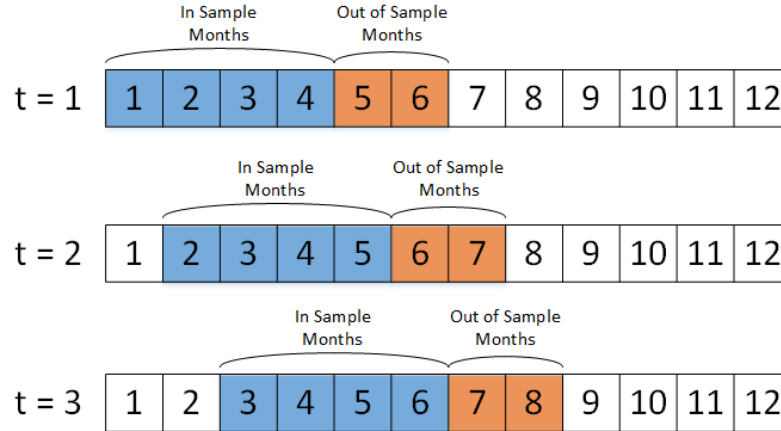 In Sample Out of Sample
Months Months
t = 1 1 2 3 4 5 6 7 8 9 10 11 12
In Sample Out of Sample
Months Months
t = 2 1 2 3 4 5 6 7 8 9 10 11 12
In Sample Out of Sample
Months Months
t = 3 1 2 3 4 5 6 7 8 9 10 11 12